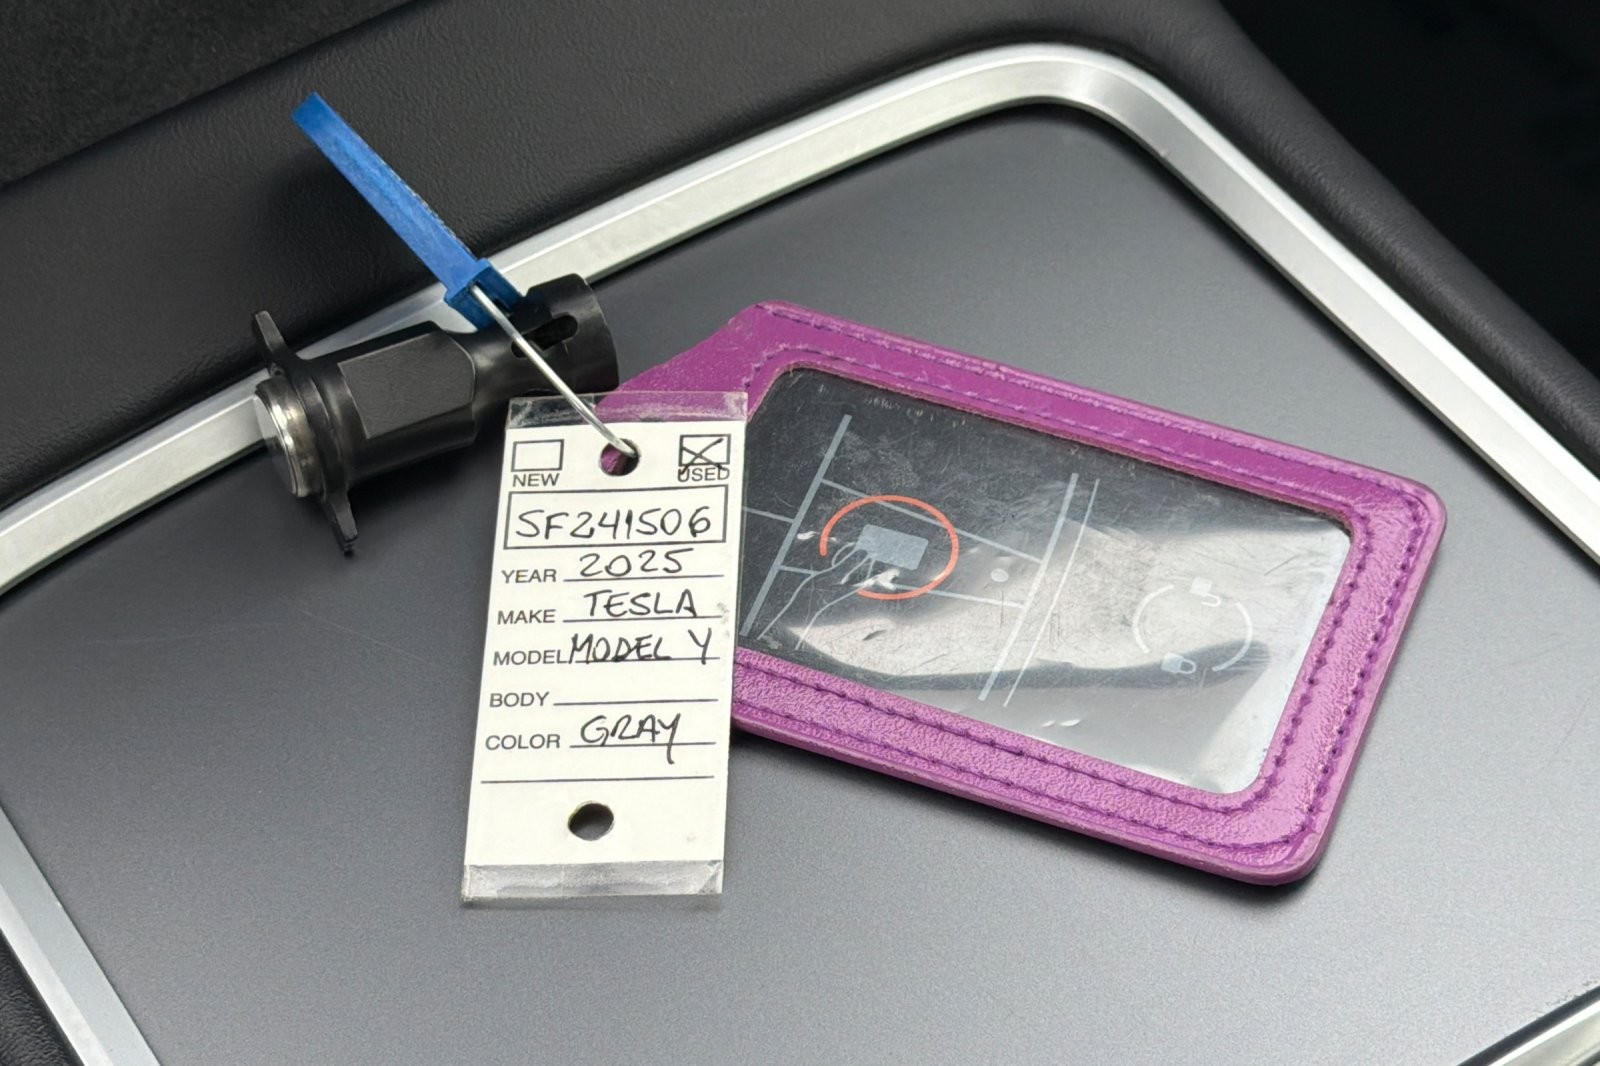 NEW USED
SF241506
YEAR 2025
MAKE TESLA
MODEL MODEL Y
BODY
COLOR GRAY